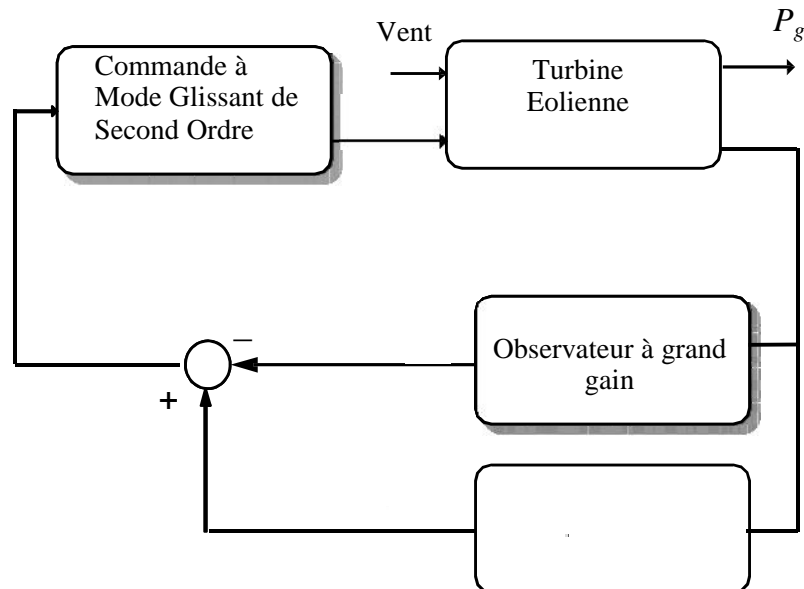 Vent
P_g
Commande à
Mode Glissant de
Second Ordre
Turbine
Eolienne
−
Observateur à grand
gain
+